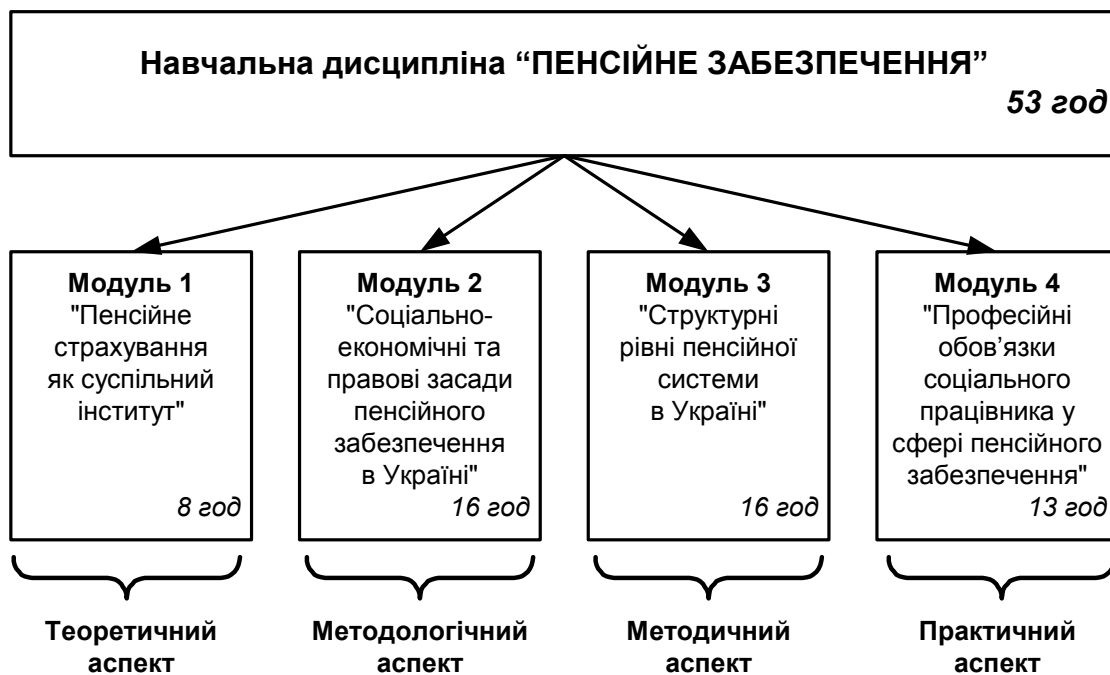 Навчальна дисципліна “ПЕНСІЙНЕ ЗАБЕЗПЕЧЕННЯ”
53 год
Модуль 1
"Пенсійне
страхування
як суспільний
інститут"
8 год
Модуль 2
"Соціально-
економічні та
правові засади
пенсійного
забезпечення
в Україні"
16 год
Модуль 3
"Структурні
рівні пенсійної
системи
в Україні"
16 год
Модуль 4
"Професійні
обов’язки
соціального
працівника у
сфері пенсійного
забезпечення"
13 год
Теоретичний
аспект
Методологічний
аспект
Методичний
аспект
Практичний
аспект